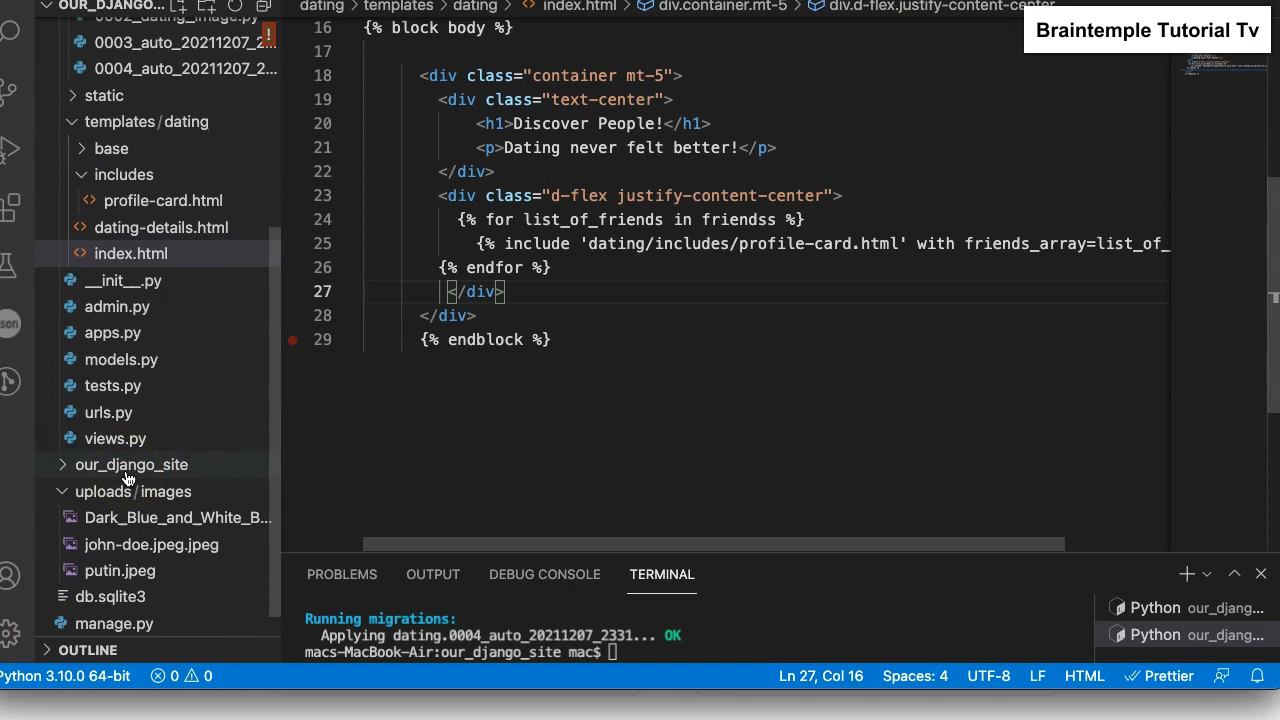 OUR_DJANGO...
0002_dating_image.py
0003_auto_20211207_2...
0004_auto_20211207_2...
static
templates/dating
base
includes
profile-card.html
dating-details.html
index.html
__init__.py
admin.py
apps.py
models.py
tests.py
urls.py
views.py
our_django_site
uploads/images
Dark_Blue_and_White_B...
john-doe.jpeg.jpeg
putin.jpeg
db.sqlite3
manage.py
OUTLINE
dating > templates > dating > <> index.html > div.container.mt-5 > div.d-flex.justify-content-center
Braintemple Tutorial Tv
16 {% block body %}
17
18 <div class="container mt-5">
19 <div class="text-center">
20 <h1>Discover People!</h1>
21 <p>Dating never felt better!</p>
22 </div>
23 <div class="d-flex justify-content-center">
24 {% for list_of_friends in friendss %}
25 {% include 'dating/includes/profile-card.html' with friends_array=list_of_
26 {% endfor %}
27 </div>
28 </div>
29 {% endblock %}
PROBLEMS OUTPUT DEBUG CONSOLE TERMINAL
Running migrations:
Applying dating.0004_auto_20211207_2331... OK
macs-MacBook-Air:our_django_site mac$
Python our_djang...
Python our_djang...
Python 3.10.0 64-bit 0 0 Ln 27, Col 16 Spaces: 4 UTF-8 LF HTML Prettier